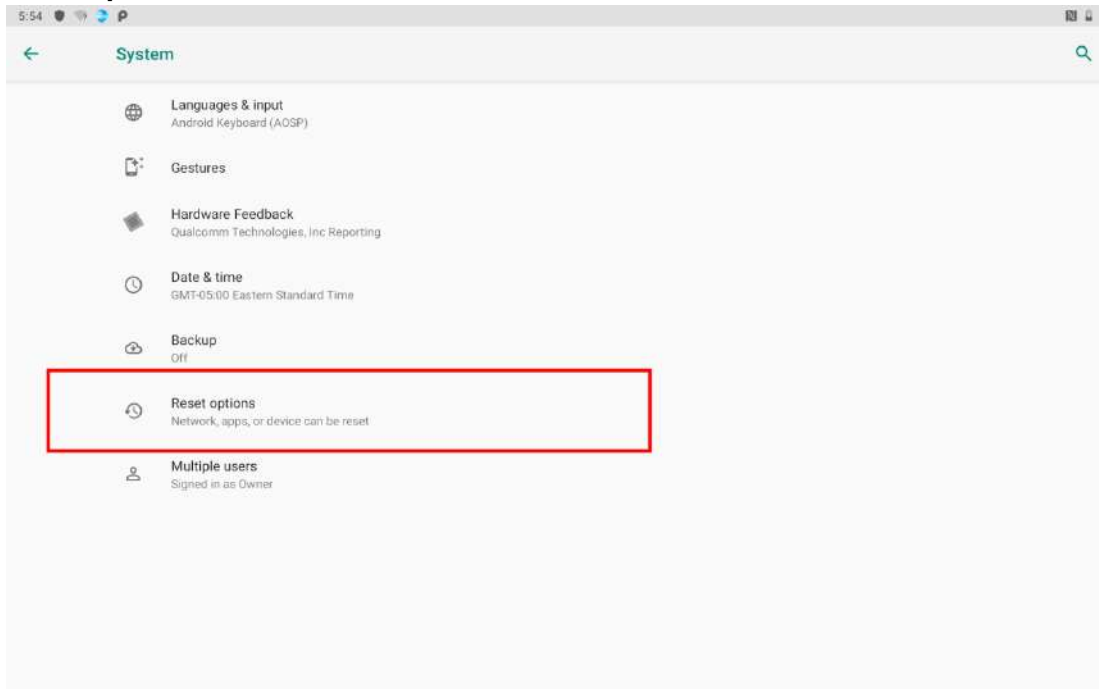 5:54
System
Languages & input
Android Keyboard (AOSP)
Gestures
Hardware Feedback
Qualcomm Technologies, Inc Reporting
Date & time
GMT-05:00 Eastern Standard Time
Backup
Off
Reset options
Network, apps, or device can be reset
Multiple users
Signed in as Owner